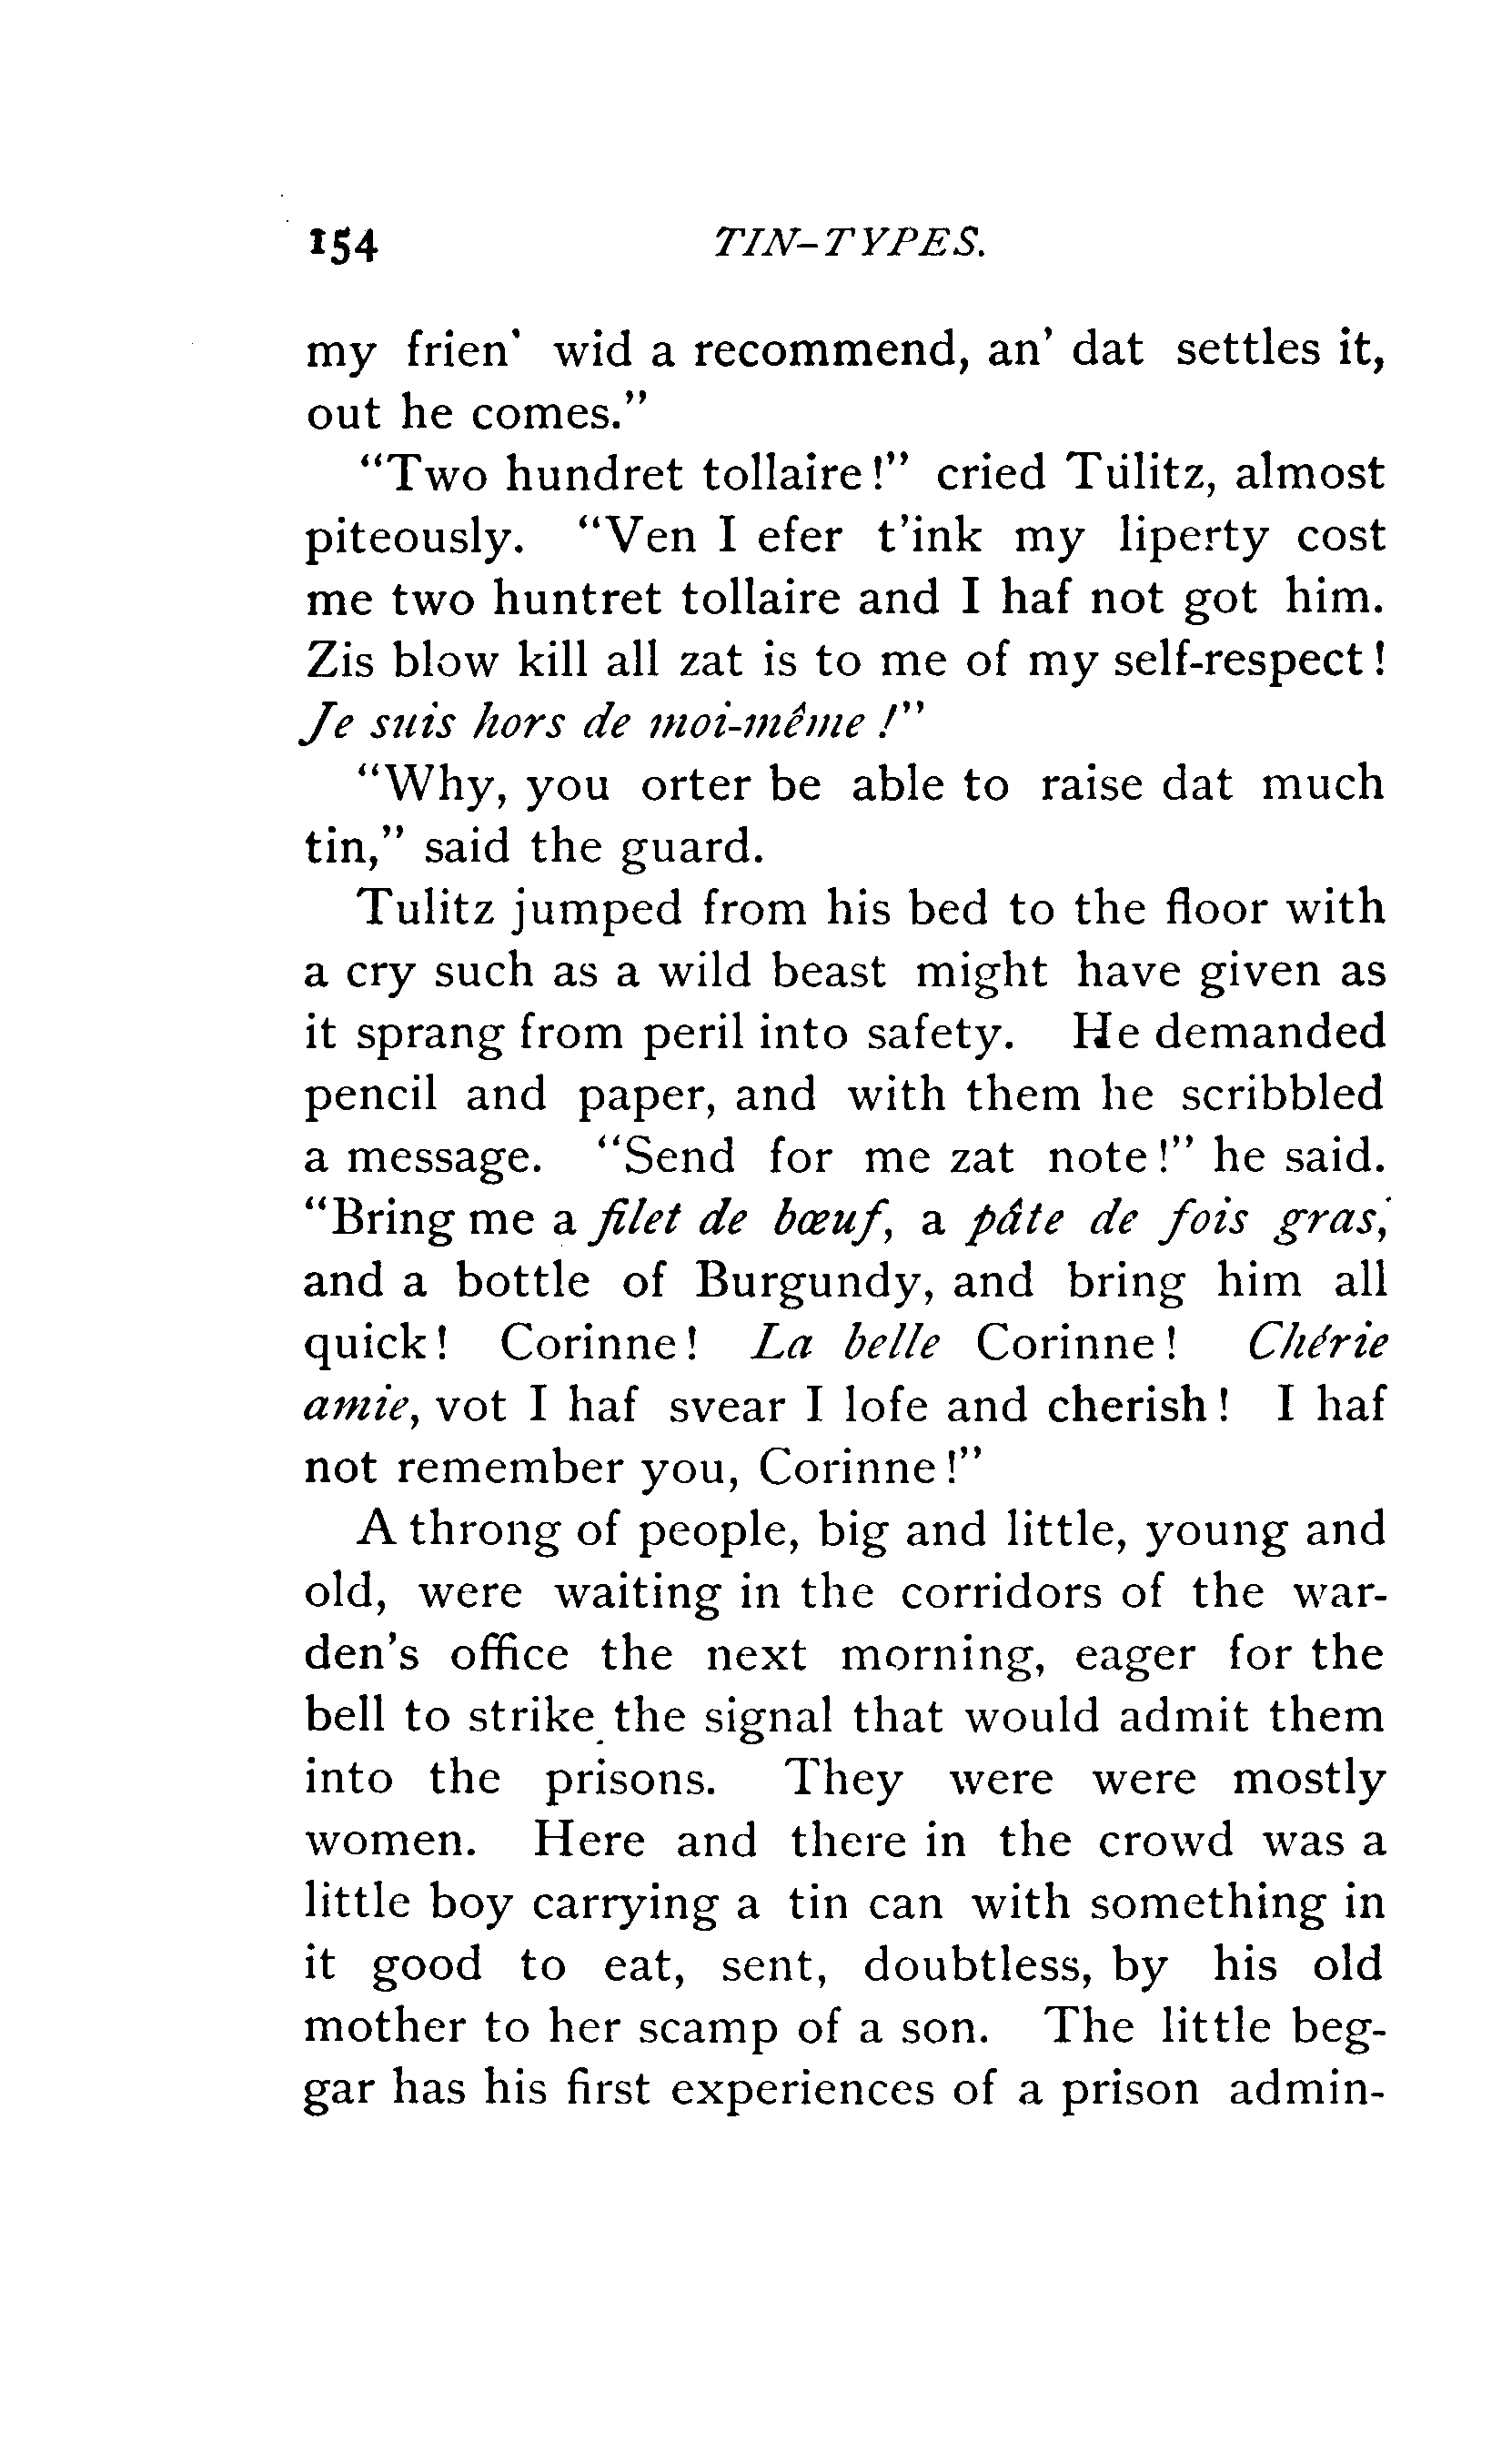 154 TIN-TYPES.
my frien' wid a recommend, an' dat settles it,
out he comes."
"Two hundret tollaire!" cried Tulitz, almost
piteously. "Ven I efer t'ink my liperty cost
me two huntret tollaire and I haf not got him.
Zis blow kill all zat is to me of my self-respect!
Je suis hors de moi-même!"
"Why, you orter be able to raise dat much
tin," said the guard.
Tulitz jumped from his bed to the floor with
a cry such as a wild beast might have given as
it sprang from peril into safety. He demanded
pencil and paper, and with them he scribbled
a message. "Send for me zat note!" he said.
"Bring me a filet de bœuf, a pâte de fois gras,
and a bottle of Burgundy, and bring him all
quick! Corinne! La belle Corinne! Chérie
amie, vot I haf svear I lofe and cherish! I haf
not remember you, Corinne!"
A throng of people, big and little, young and
old, were waiting in the corridors of the war-
den's office the next morning, eager for the
bell to strike the signal that would admit them
into the prisons. They were were mostly
women. Here and there in the crowd was a
little boy carrying a tin can with something in
it good to eat, sent, doubtless, by his old
mother to her scamp of a son. The little beg-
gar has his first experiences of a prison admin-